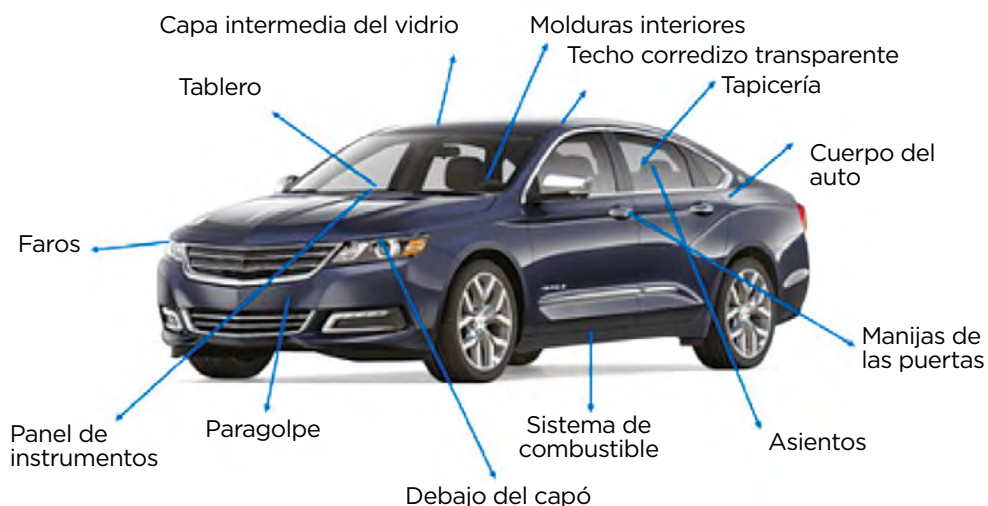 Capa intermedia del vidrio
Molduras interiores
Techo corredizo transparente
Tablero
Tapicería
Cuerpo del
auto
Faros
Manijas de
las puertas
Panel de
instrumentos
Paragolpe
Sistema de
combustible
Asientos
Debajo del capó